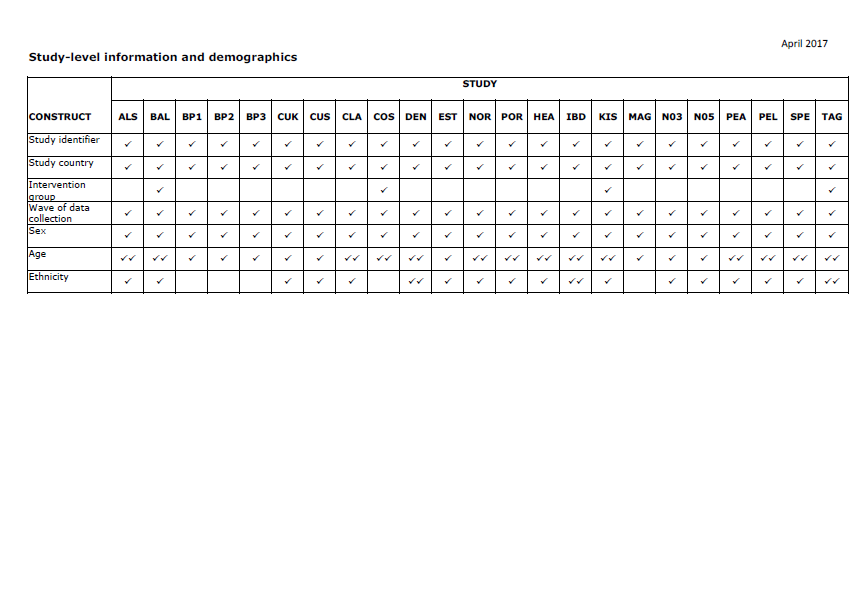 April 2017
Study-level information and demographics
STUDY
CONSTRUCT ALS BAL BP1 BP2 BP3 CUK CUS CLA COS DEN EST NOR POR HEA IBD KIS MAG N03 N05 PEA PEL SPE TAG
Study identifier ✓ ✓ ✓ ✓ ✓ ✓ ✓ ✓ ✓ ✓ ✓ ✓ ✓ ✓ ✓ ✓ ✓ ✓ ✓ ✓ ✓ ✓ ✓
Study country ✓ ✓ ✓ ✓ ✓ ✓ ✓ ✓ ✓ ✓ ✓ ✓ ✓ ✓ ✓ ✓ ✓ ✓ ✓ ✓ ✓ ✓ ✓
Intervention
group ✓ ✓ ✓ ✓
Wave of data
collection ✓ ✓ ✓ ✓ ✓ ✓ ✓ ✓ ✓ ✓ ✓ ✓ ✓ ✓ ✓ ✓ ✓ ✓ ✓ ✓ ✓ ✓ ✓
Sex ✓ ✓ ✓ ✓ ✓ ✓ ✓ ✓ ✓ ✓ ✓ ✓ ✓ ✓ ✓ ✓ ✓ ✓ ✓ ✓ ✓ ✓ ✓
Age ✓✓ ✓✓ ✓ ✓ ✓ ✓ ✓ ✓✓ ✓✓ ✓✓ ✓ ✓✓ ✓✓ ✓✓ ✓✓ ✓✓ ✓ ✓ ✓ ✓✓ ✓✓ ✓✓ ✓✓
Ethnicity ✓ ✓ ✓ ✓ ✓ ✓✓ ✓ ✓ ✓ ✓ ✓✓ ✓ ✓ ✓ ✓ ✓ ✓ ✓✓